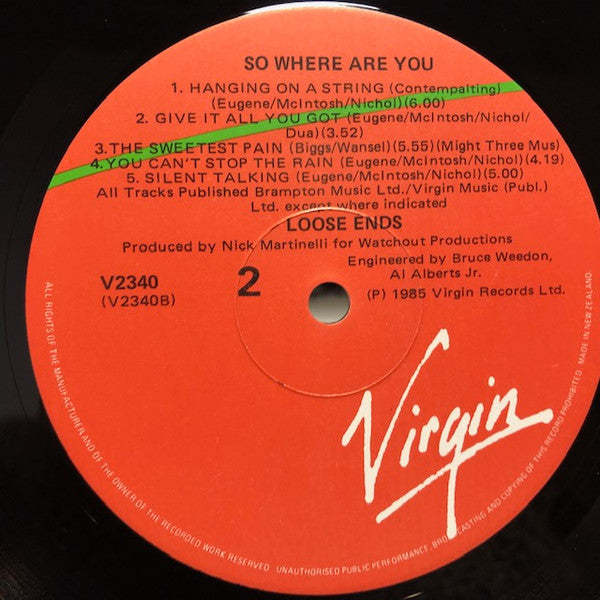 SO WHERE ARE YOU
1. HANGING ON A STRING (Contempalting)
(Eugene/McIntosh/Nichol)(6.00)
2. GIVE IT ALL YOU GOT (Eugene/McIntosh/Nichol/
Dua)(3.52)
3.THE SWEETEST PAIN (Biggs/Wansel)(5.55)(Might Three Mus)
4.YOU CAN'T STOP THE RAIN (Eugene/McIntosh/Nichol)(4.19)
5. SILENT TALKING (Eugene/McIntosh/Nichol)(5.00)
All Tracks Published Brampton Music Ltd./Virgin Music (Publ.)
Ltd. except where indicated
LOOSE ENDS
Produced by Nick Martinelli for Watchout Productions
Engineered by Bruce Weedon,
Al Alberts Jr.
V2340
(V2340B)
2
(P) 1985 Virgin Records Ltd.
Virgin
ALL RIGHTS OF THE MANUFACTURER AND OF THE OWNER OF THE RECORDED WORK RESERVED. UNAUTHORISED PUBLIC PERFORMANCE, BROADCASTING AND COPYING OF THIS RECORD PROHIBITED. MADE IN NEW ZEALAND